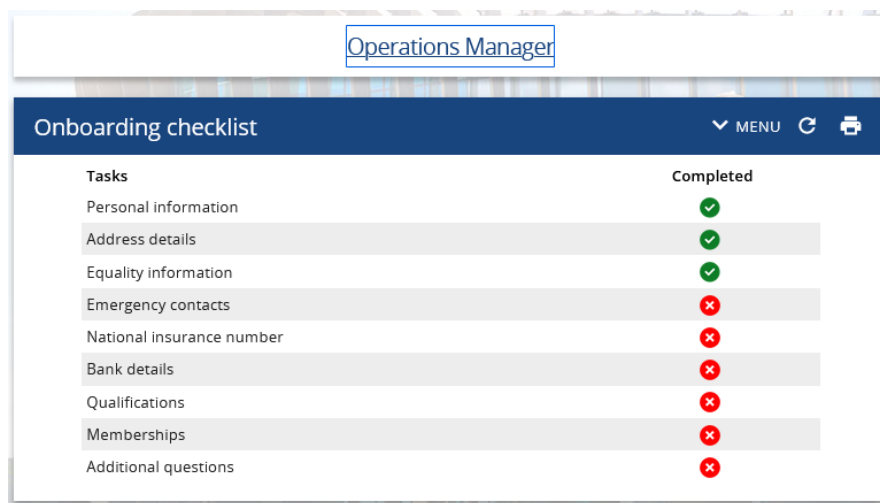 Operations Manager
Onboarding checklist MENU
Tasks Completed
Personal information
Address details
Equality information
Emergency contacts
National insurance number
Bank details
Qualifications
Memberships
Additional questions